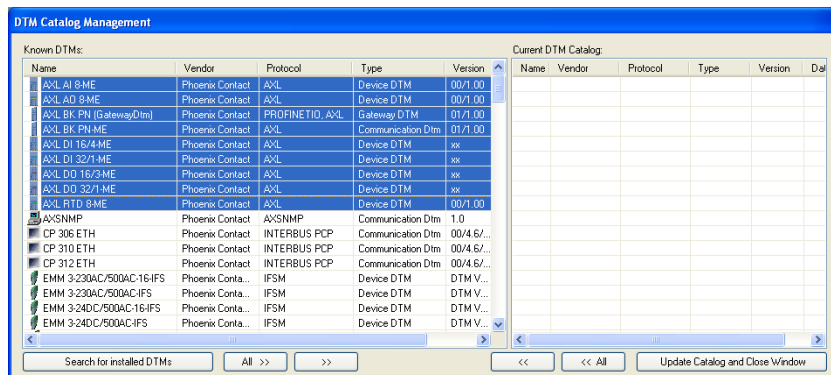 DTM Catalog Management
Known DTMs:
Name Vendor Protocol Type Version
AXL AI 8-ME Phoenix Contact AXL Device DTM 00/1.00
AXL AO 8-ME Phoenix Contact AXL Device DTM 00/1.00
AXL BK PN (GatewayDtm) Phoenix Contact PROFINETIO, AXL Gateway DTM 01/1.00
AXL BK PN-ME Phoenix Contact AXL Communication Dtm 01/1.00
AXL DI 16/4-ME Phoenix Contact AXL Device DTM xx
AXL DI 32/1-ME Phoenix Contact AXL Device DTM xx
AXL DO 16/3-ME Phoenix Contact AXL Device DTM xx
AXL DO 32/1-ME Phoenix Contact AXL Device DTM xx
AXL RTD 8-ME Phoenix Contact AXL Device DTM 00/1.00
AXSNMP Phoenix Contact AXSNMP Communication Dtm 1.0
CP 306 ETH Phoenix Contact INTERBUS PCP Communication Dtm 00/4.6/...
CP 310 ETH Phoenix Contact INTERBUS PCP Communication Dtm 00/4.6/...
CP 312 ETH Phoenix Contact INTERBUS PCP Communication Dtm 00/4.6/...
EMM 3-230AC/500AC-16-IFS Phoenix Conta... IFSM Device DTM DTM V...
EMM 3-230AC/500AC-IFS Phoenix Conta... IFSM Device DTM DTM V...
EMM 3-24DC/500AC-16-IFS Phoenix Conta... IFSM Device DTM DTM V...
EMM 3-24DC/500AC-IFS Phoenix Conta... IFSM Device DTM DTM V...
Search for installed DTMs All >> >>
Current DTM Catalog:
Name Vendor Protocol Type Version Dat
<< << All Update Catalog and Close Window